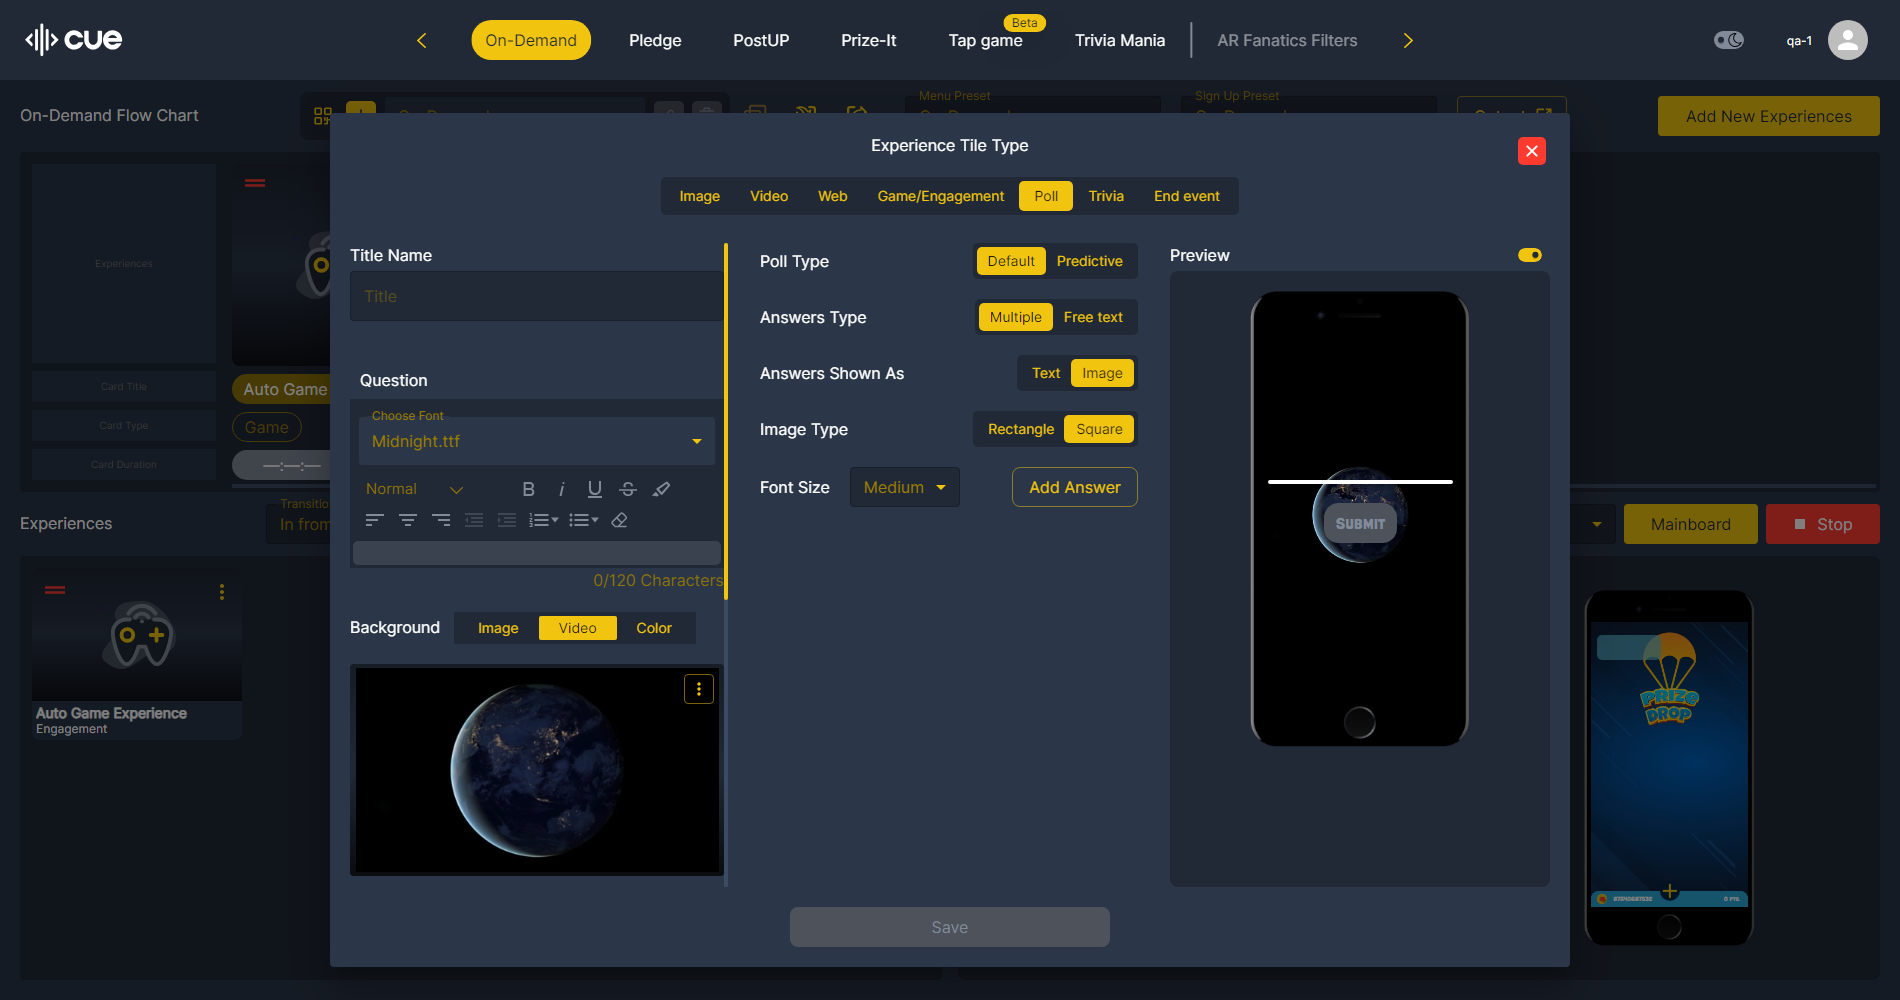 cue
On-Demand
Pledge
PostUP
Prize-It
Tap game
Beta
Trivia Mania
AR Fanatics Filters
qa-1
On-Demand Flow Chart
Menu Preset
Sign Up Preset
Add New Experiences
Experience Tile Type
Image
Video
Web
Game/Engagement
Poll
Trivia
End event
Experiences
Card Title
Card Type
Card Duration
Auto Game
Game
Title Name
Title
Question
Choose Font
Midnight.ttf
Normal
0/120 Characters
Background
Image
Video
Color
Poll Type
Default
Predictive
Answers Type
Multiple
Free text
Answers Shown As
Text
Image
Image Type
Rectangle
Square
Font Size
Medium
Add Answer
Preview
SUBMIT
Save
Experiences
In from
Mainboard
Stop
Auto Game Experience
Engagement
PRIZE
DROP
0 PTS.